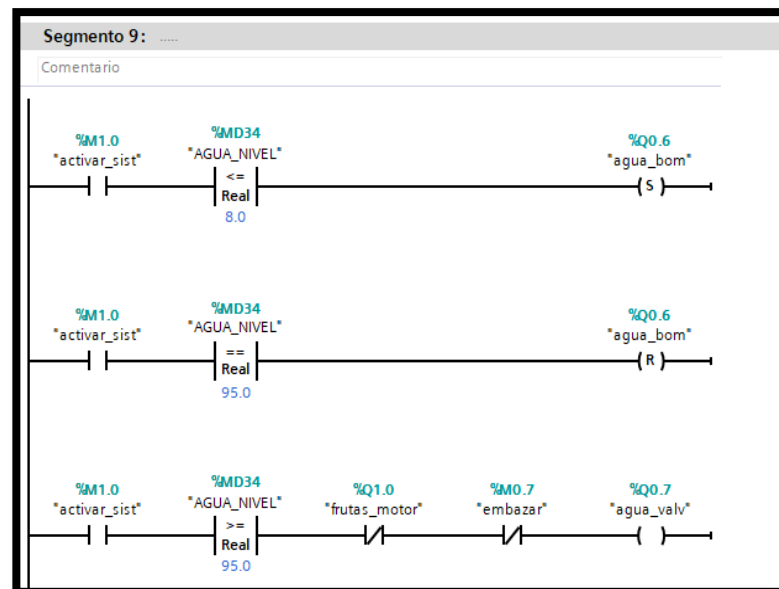 Segmento 9: .....
Comentario
%M1.0 %MD34 %Q0.6
"activar_sist" "AGUA_NIVEL" "agua_bom"
<=
Real
S
8.0
%M1.0 %MD34 %Q0.6
"activar_sist" "AGUA_NIVEL" "agua_bom"
==
Real
R
95.0
%M1.0 %MD34 %Q1.0 %M0.7 %Q0.7
"activar_sist" "AGUA_NIVEL" "frutas_motor" "embazar" "agua_valv"
>=
Real
95.0